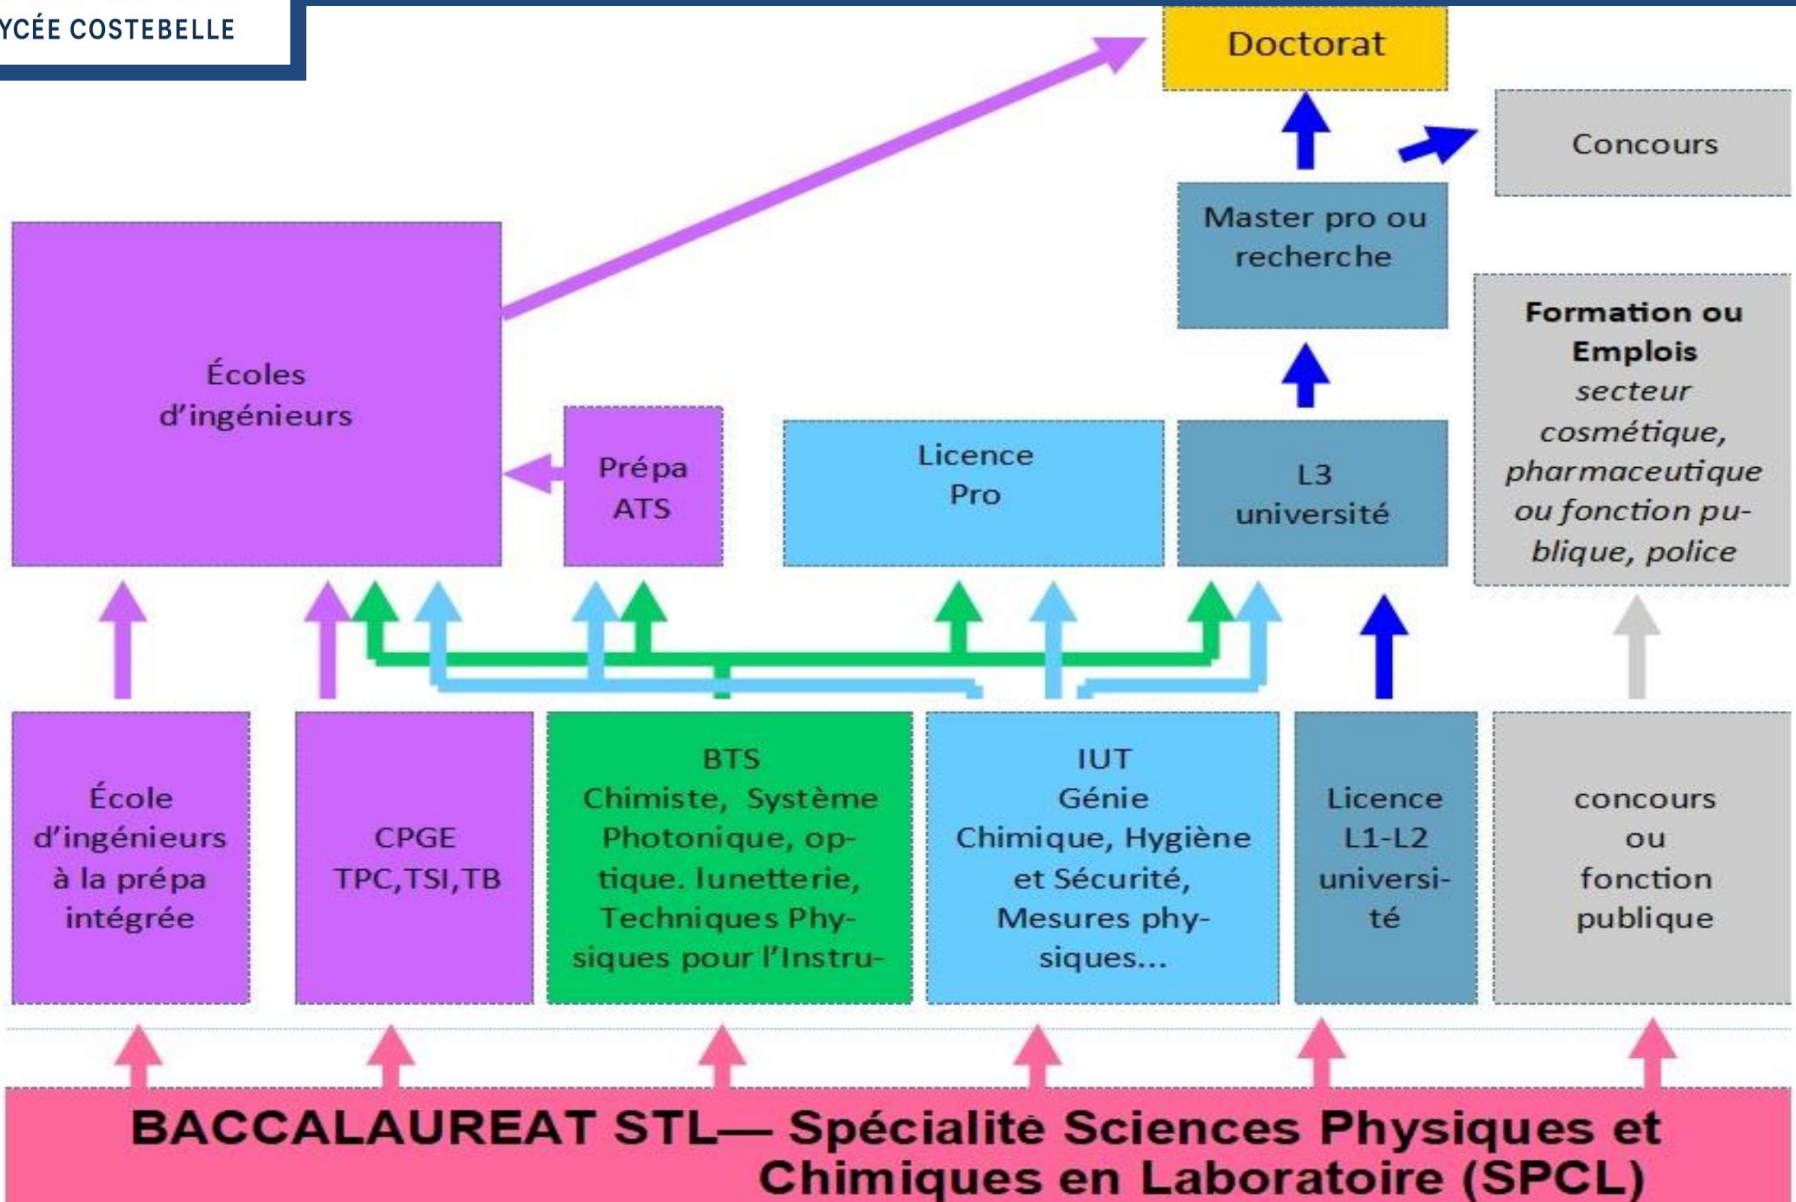 YCÉE COSTEBELLE
Doctorat
Concours
Master pro ou
recherche
Formation ou
Emplois
secteur
cosmétique,
pharmaceutique
ou fonction pu-
blique, police
Écoles
d’ingénieurs
Prépa
ATS
Licence
Pro
L3
université
École
d’ingénieurs
à la prépa
intégrée
CPGE
TPC,TSI,TB
BTS
Chimiste, Système
Photonique, op-
tique. lunetterie,
Techniques Phy-
siques pour l’Instru-
IUT
Génie
Chimique, Hygiène
et Sécurité,
Mesures phy-
siques...
Licence
L1-L2
universi-
té
concours
ou
fonction
publique
BACCALAUREAT STL— Spécialité Sciences Physiques et
Chimiques en Laboratoire (SPCL)